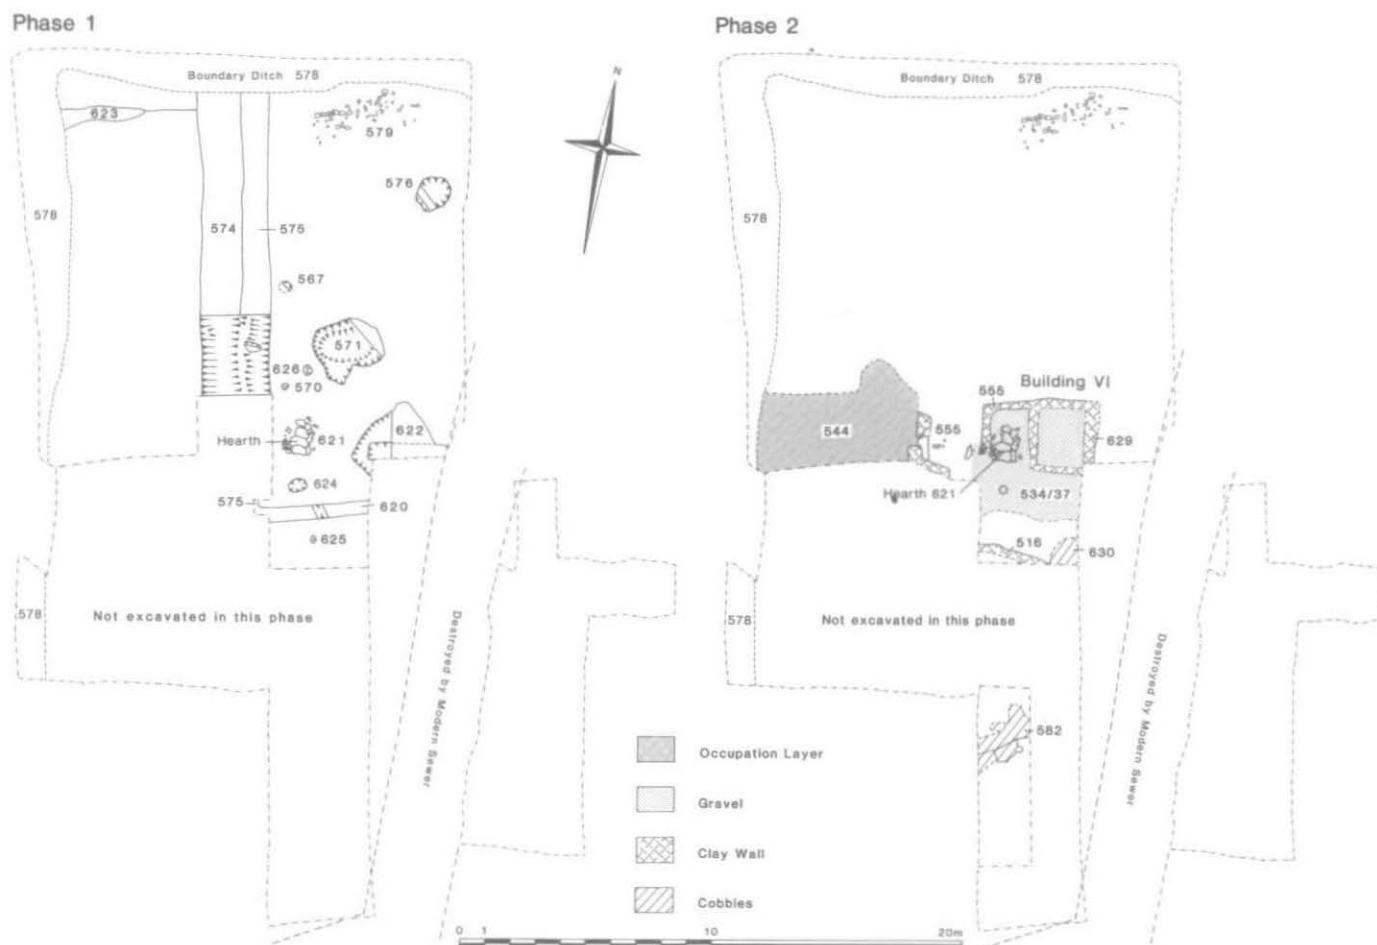 Phase 1
Boundary Ditch 578
623
579
576
578
574
575
567
571
626
570
Hearth 621
622
624
575
620
625
578
Not excavated in this phase
Destroyed by Modern Sewer
N
Phase 2
Boundary Ditch 578
578
Building VI
555
544
555
629
Hearth 621
534/37
516
630
578
Not excavated in this phase
582
Destroyed by Modern Sewer
Occupation Layer
Gravel
Clay Wall
Cobbles
0 1 10 20m